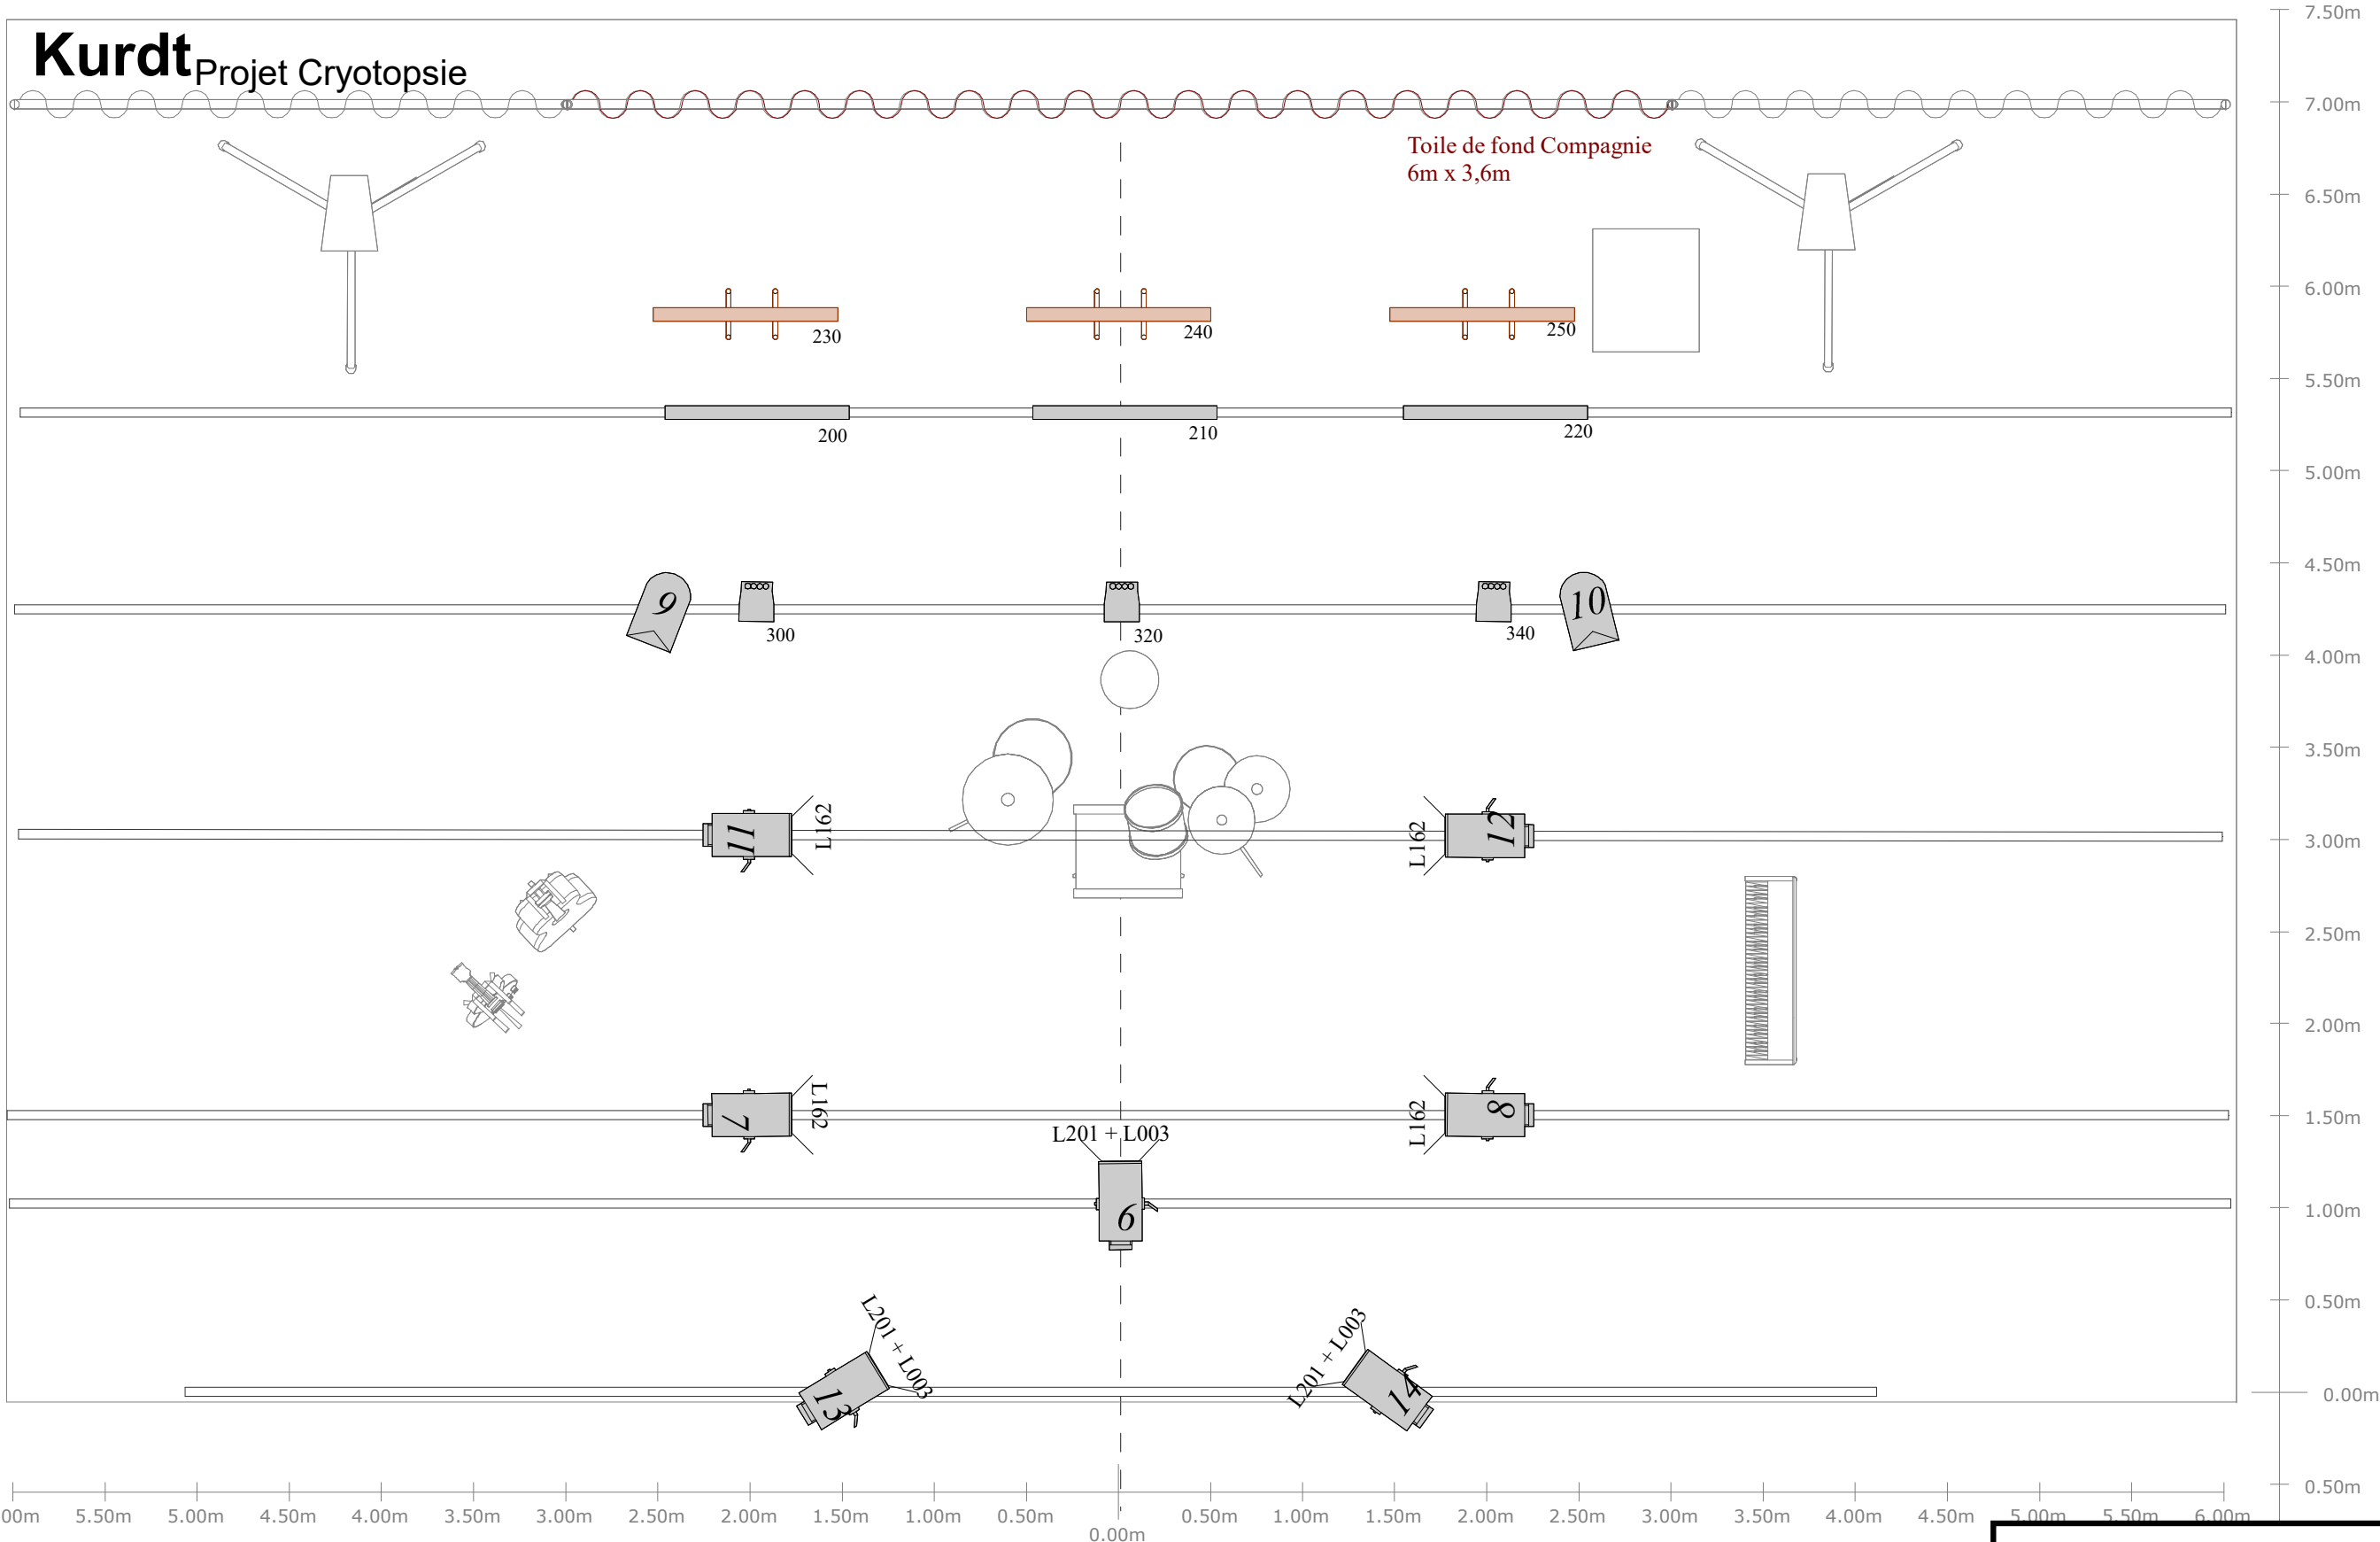 Kurdt Projet Cryotopsie
7.50m
7.00m
Toile de fond Compagnie
6m x 3,6m
6.50m
6.00m
230
240
250
5.50m
200
210
220
5.00m
4.50m
9
300
320
340
10
4.00m
3.50m
11
L162
L162
12
3.00m
2.50m
2.00m
7
L162
L162
8
1.50m
L201 + L003
6
1.00m
0.50m
13
L201 + L003
L201 + L003
14
0.00m
0.50m
00m 5.50m 5.00m 4.50m 4.00m 3.50m 3.00m 2.50m 2.00m 1.50m 1.00m 0.50m 0.00m 0.50m 1.00m 1.50m 2.00m 2.50m 3.00m 3.50m 4.00m 4.50m 5.00m 5.50m 6.00m